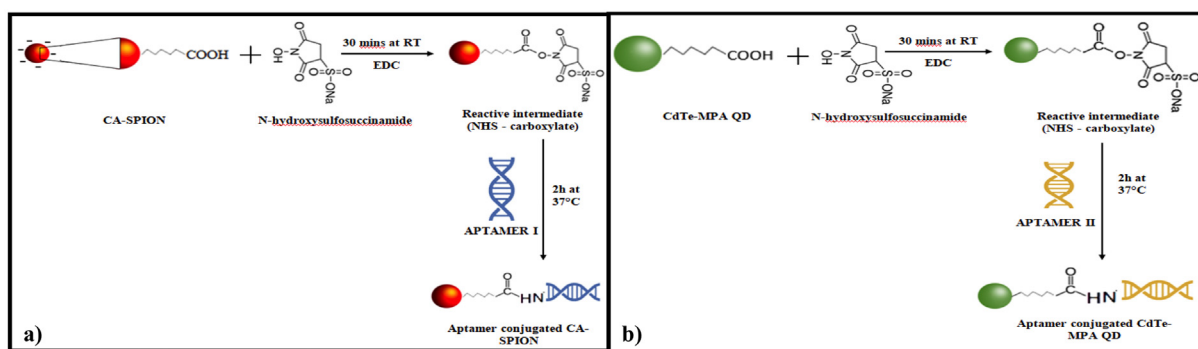 COOH
30 mins at RT
EDC
CA-SPION
N-hydroxysulfosuccinamide
Reactive intermediate
(NHS - carboxylate)
2h at
37°C
APTAMER I
O
C
HN
Aptamer conjugated CA-
SPION
a)
COOH
30 mins at RT
EDC
CdTe-MPA QD
N-hydroxysulfosuccinamide
Reactive intermediate
(NHS - carboxylate)
2h at
37°C
APTAMER II
O
C
HN
Aptamer conjugated CdTe-
MPA QD
b)